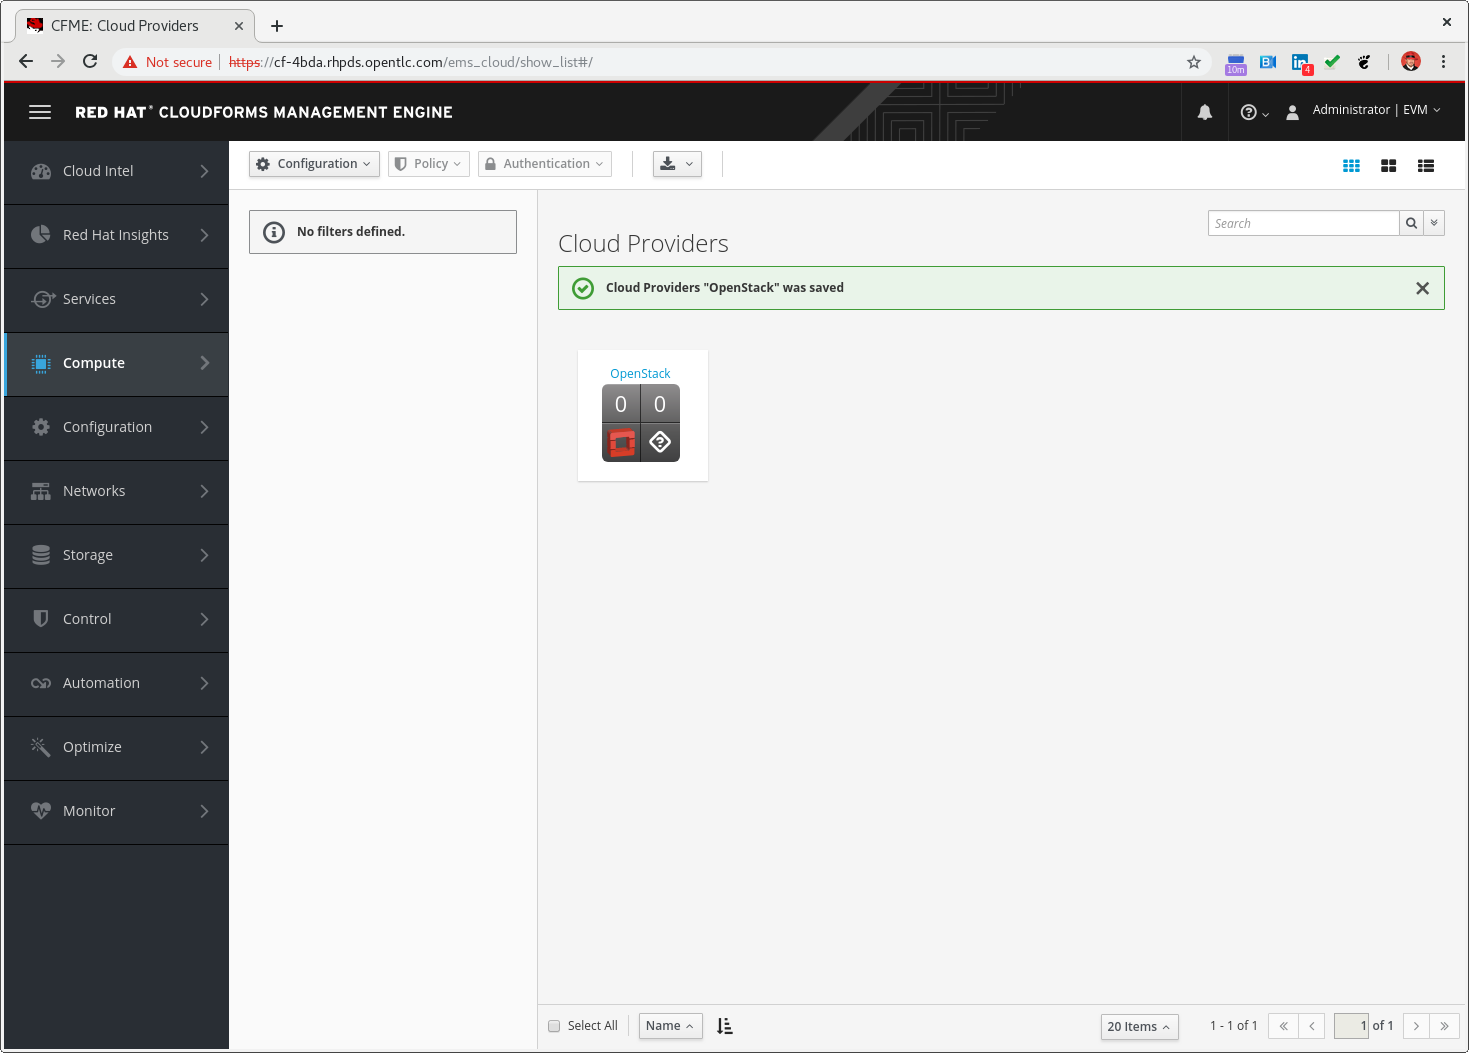 CFME: Cloud Providers
Not secure
https://cf-4bda.rhpds.opentlc.com/ems_cloud/show_list#/
10m
B
in
4
RED HAT® CLOUDFORMS MANAGEMENT ENGINE
Administrator | EVM
Cloud Intel
Red Hat Insights
Services
Compute
Configuration
Networks
Storage
Control
Automation
Optimize
Monitor
Configuration
Policy
Authentication
No filters defined.
Search
Cloud Providers
Cloud Providers "OpenStack" was saved
OpenStack
0 0
?
Select All
Name
20 Items
1 - 1 of 1
1 of 1